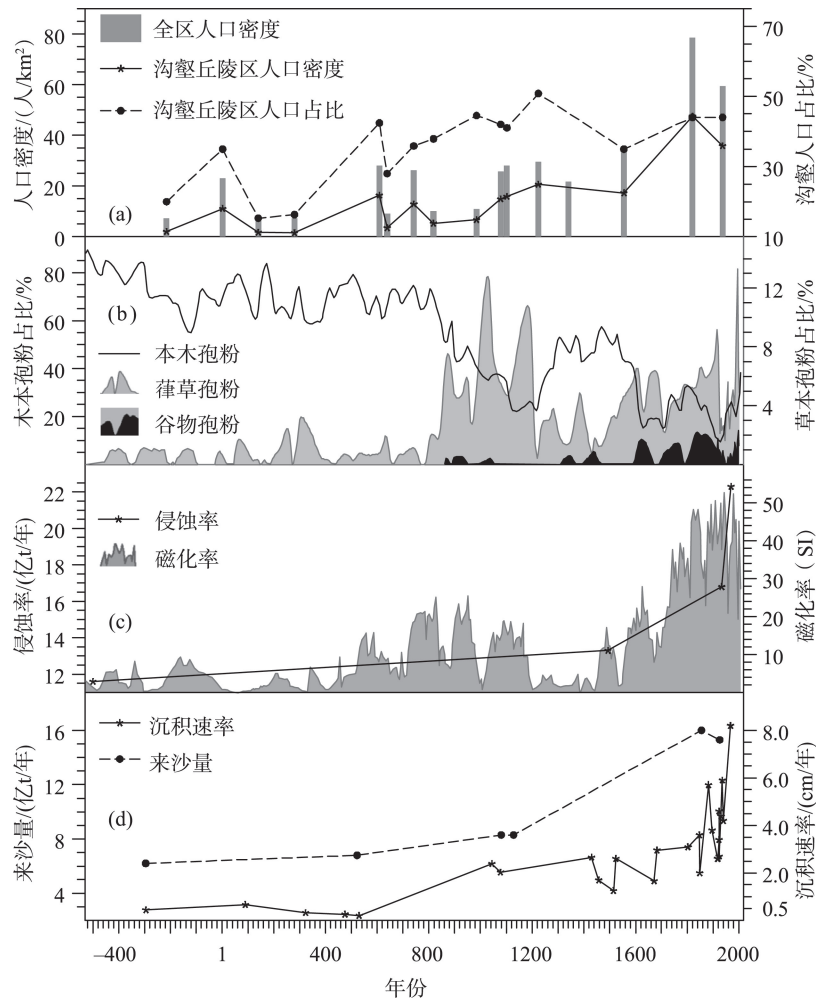 人口密度/(人/km²)
80
60
40
20
0
全区人口密度
沟壑丘陵区人口密度
沟壑丘陵区人口占比
(a)
70
50
30
10
沟壑人口占比/%
木本孢粉占比/%
80
60
40
20
(b)
本木孢粉
葎草孢粉
谷物孢粉
12
8
4
草本孢粉占比/%
侵蚀率/(亿t/年)
22
20
18
16
14
12
侵蚀率
磁化率
(c)
50
40
30
20
10
磁化率（SI）
来沙量/(亿t/年)
16
12
8
4
沉积速率
来沙量
(d)
8.0
6.0
4.0
2.0
0.5
沉积速率/(cm/年)
–400 1 400 800 1200 1600 2000
年份